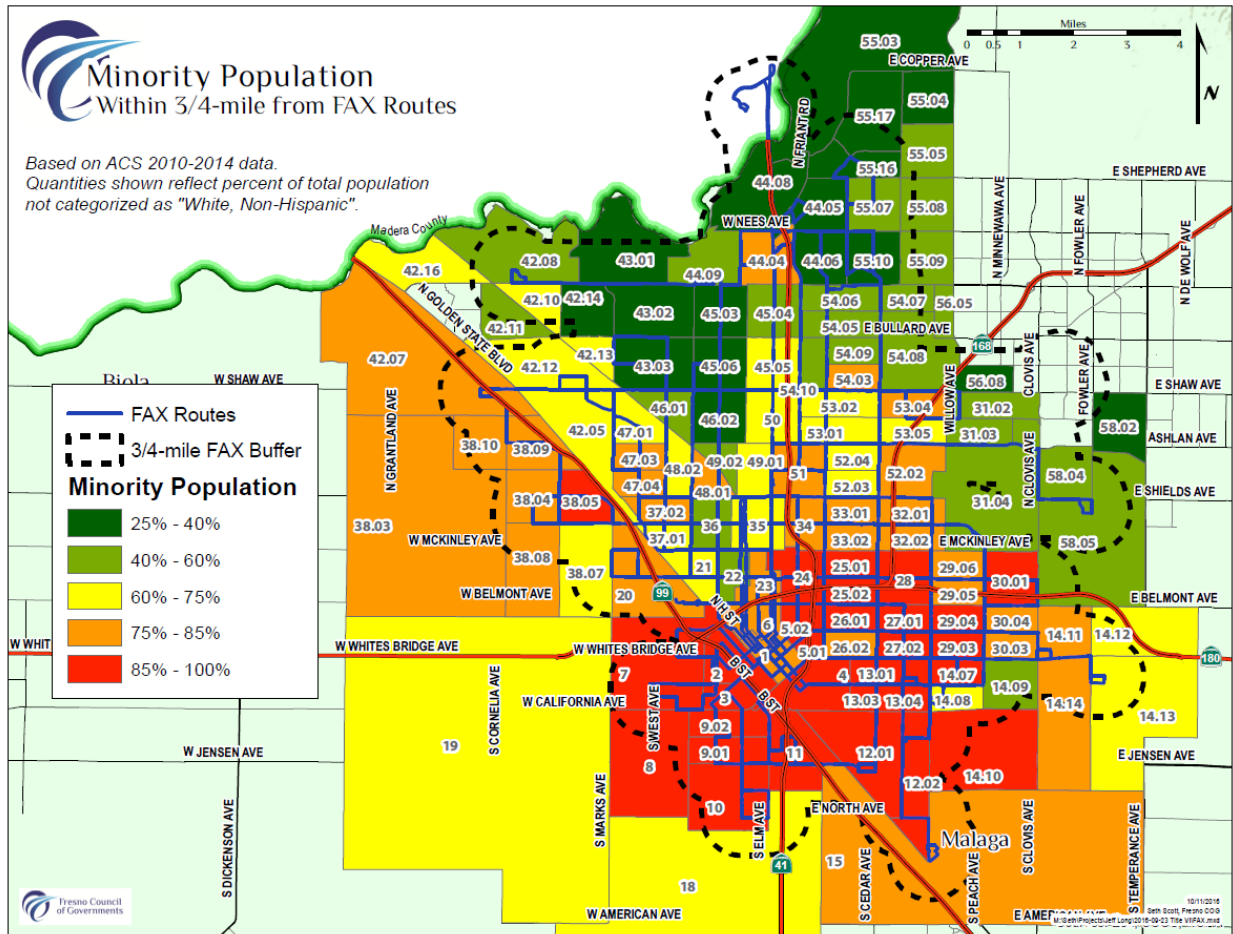 Minority Population
Within 3/4-mile from FAX Routes
Based on ACS 2010-2014 data.
Quantities shown reflect percent of total population
not categorized as "White, Non-Hispanic".
Miles
0 0.5 1 2 3 4
N
55.03
E COPPER AVE
55.04
55.17
N FRIANT RD
55.05
55.16
E SHEPHERD AVE
44.08
44.05
55.07
55.08
W NEES AVE
Madera County
N MINNEWAWA AVE
N FOWLER AVE
N DE WOLF AVE
42.16
42.08
43.01
44.09
44.04
44.06
55.10
55.09
42.10
42.14
N GOLDEN STATE BLVD
43.02
45.03
45.04
54.06
54.07
56.05
42.11
54.05
E BULLARD AVE
168
42.07
42.13
42.12
43.03
45.06
45.05
54.09
54.08
Biola
W SHAW AVE
54.10
54.03
WILLOW AVE
56.08
CLOVIS AVE
FOWLER AVE
E SHAW AVE
N GRANTLAND AVE
46.01
46.02
50
53.02
53.04
31.02
58.02
42.05
47.01
53.01
53.05
31.03
ASHLAN AVE
38.10
38.09
47.03
48.02
49.02
49.01
51
52.04
52.02
N CLOVIS AVE
58.04
47.04
48.01
52.03
31.04
E SHIELDS AVE
38.03
38.04
38.05
37.02
36
35
34
33.01
32.01
W MCKINLEY AVE
37.01
33.02
32.02
E MCKINLEY AVE
58.05
38.08
38.07
21
22
23
24
25.01
28
29.06
30.01
W BELMONT AVE
20
99
25.02
29.05
E BELMONT AVE
N H ST
6
5.02
26.01
27.01
29.04
30.04
14.11
14.12
W WHIT
W WHITES BRIDGE AVE
W WHITES BRIDGE AVE
1
5.01
26.02
27.02
29.03
30.03
180
7
2
B ST
B ST
4
13.01
14.07
W CALIFORNIA AVE
3
13.03
13.04
14.08
14.09
14.14
14.13
S CORNELIA AVE
S WEST AVE
9.02
W JENSEN AVE
19
8
9.01
11
12.01
E JENSEN AVE
12.02
14.10
S MARKS AVE
10
S ELM AVE
E NORTH AVE
Malaga
S DICKENSON AVE
41
15
S CEDAR AVE
S PEACH AVE
S CLOVIS AVE
S TEMPERANCE AVE
18
W AMERICAN AVE
E AMERICAN AVE
FAX Routes
3/4-mile FAX Buffer
Minority Population
25% - 40%
40% - 60%
60% - 75%
75% - 85%
85% - 100%
Fresno Council
of Governments
10/11/2016
Seth Scott, Fresno COG